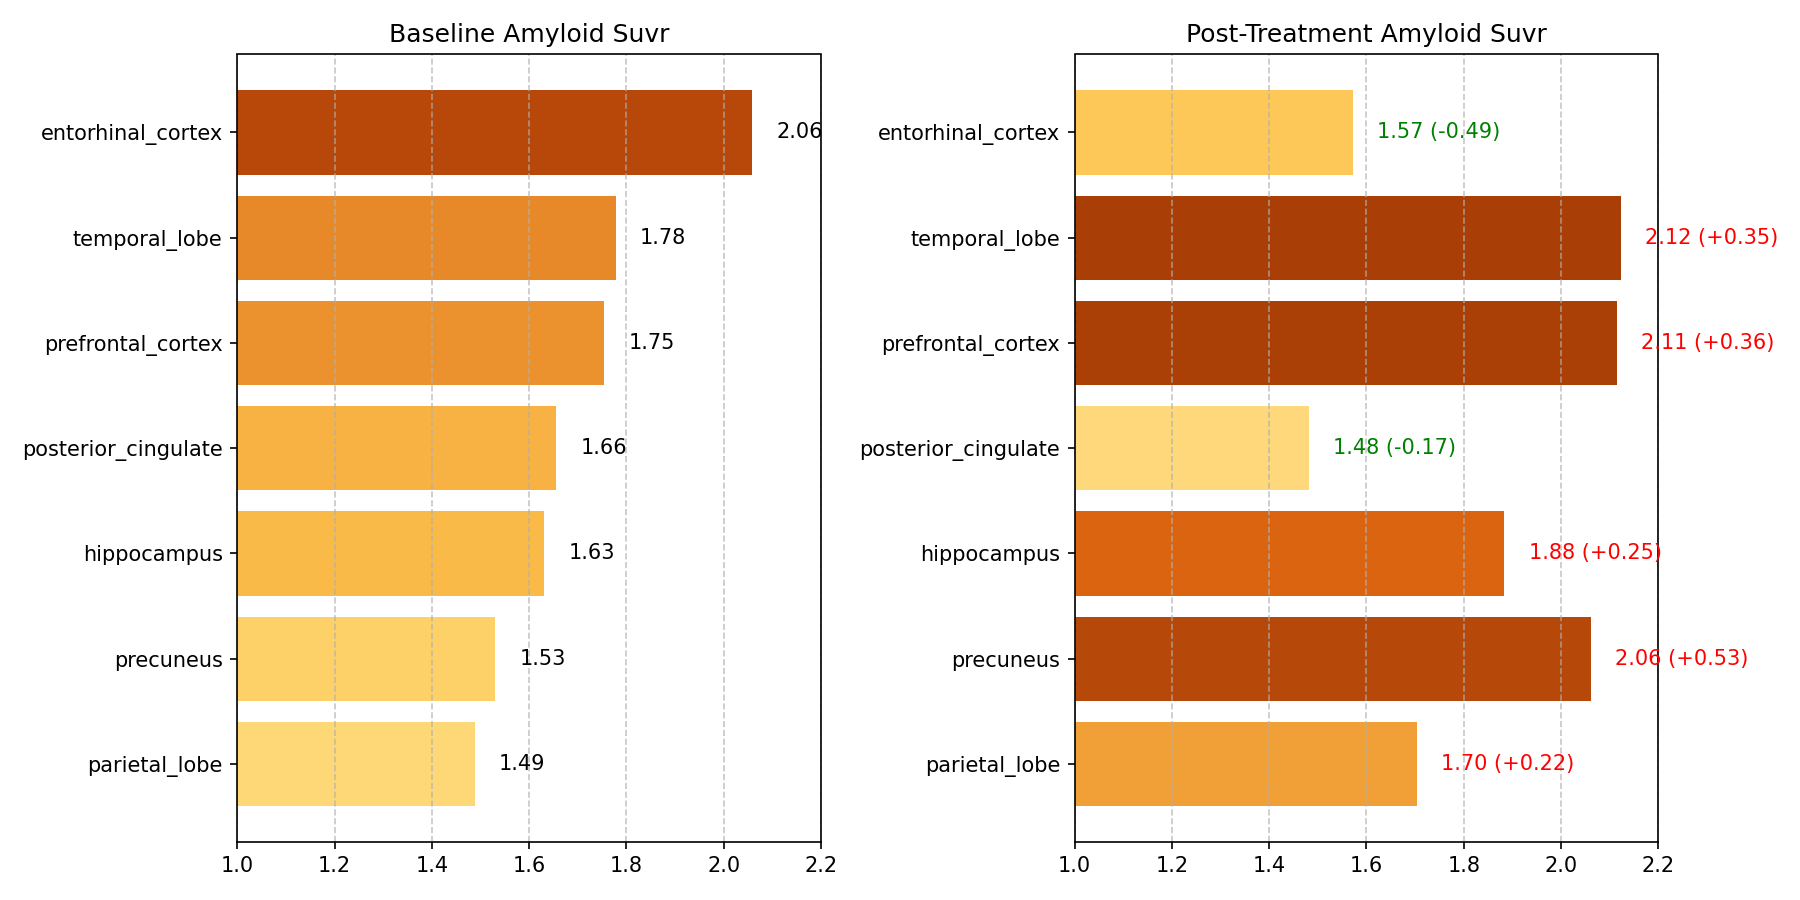 Baseline Amyloid Suvr
entorhinal_cortex
2.06
temporal_lobe
1.78
prefrontal_cortex
1.75
posterior_cingulate
1.66
hippocampus
1.63
precuneus
1.53
parietal_lobe
1.49
1.0 1.2 1.4 1.6 1.8 2.0 2.2
Post-Treatment Amyloid Suvr
entorhinal_cortex
1.57 (-0.49)
temporal_lobe
2.12 (+0.35)
prefrontal_cortex
2.11 (+0.36)
posterior_cingulate
1.48 (-0.17)
hippocampus
1.88 (+0.25)
precuneus
2.06 (+0.53)
parietal_lobe
1.70 (+0.22)
1.0 1.2 1.4 1.6 1.8 2.0 2.2